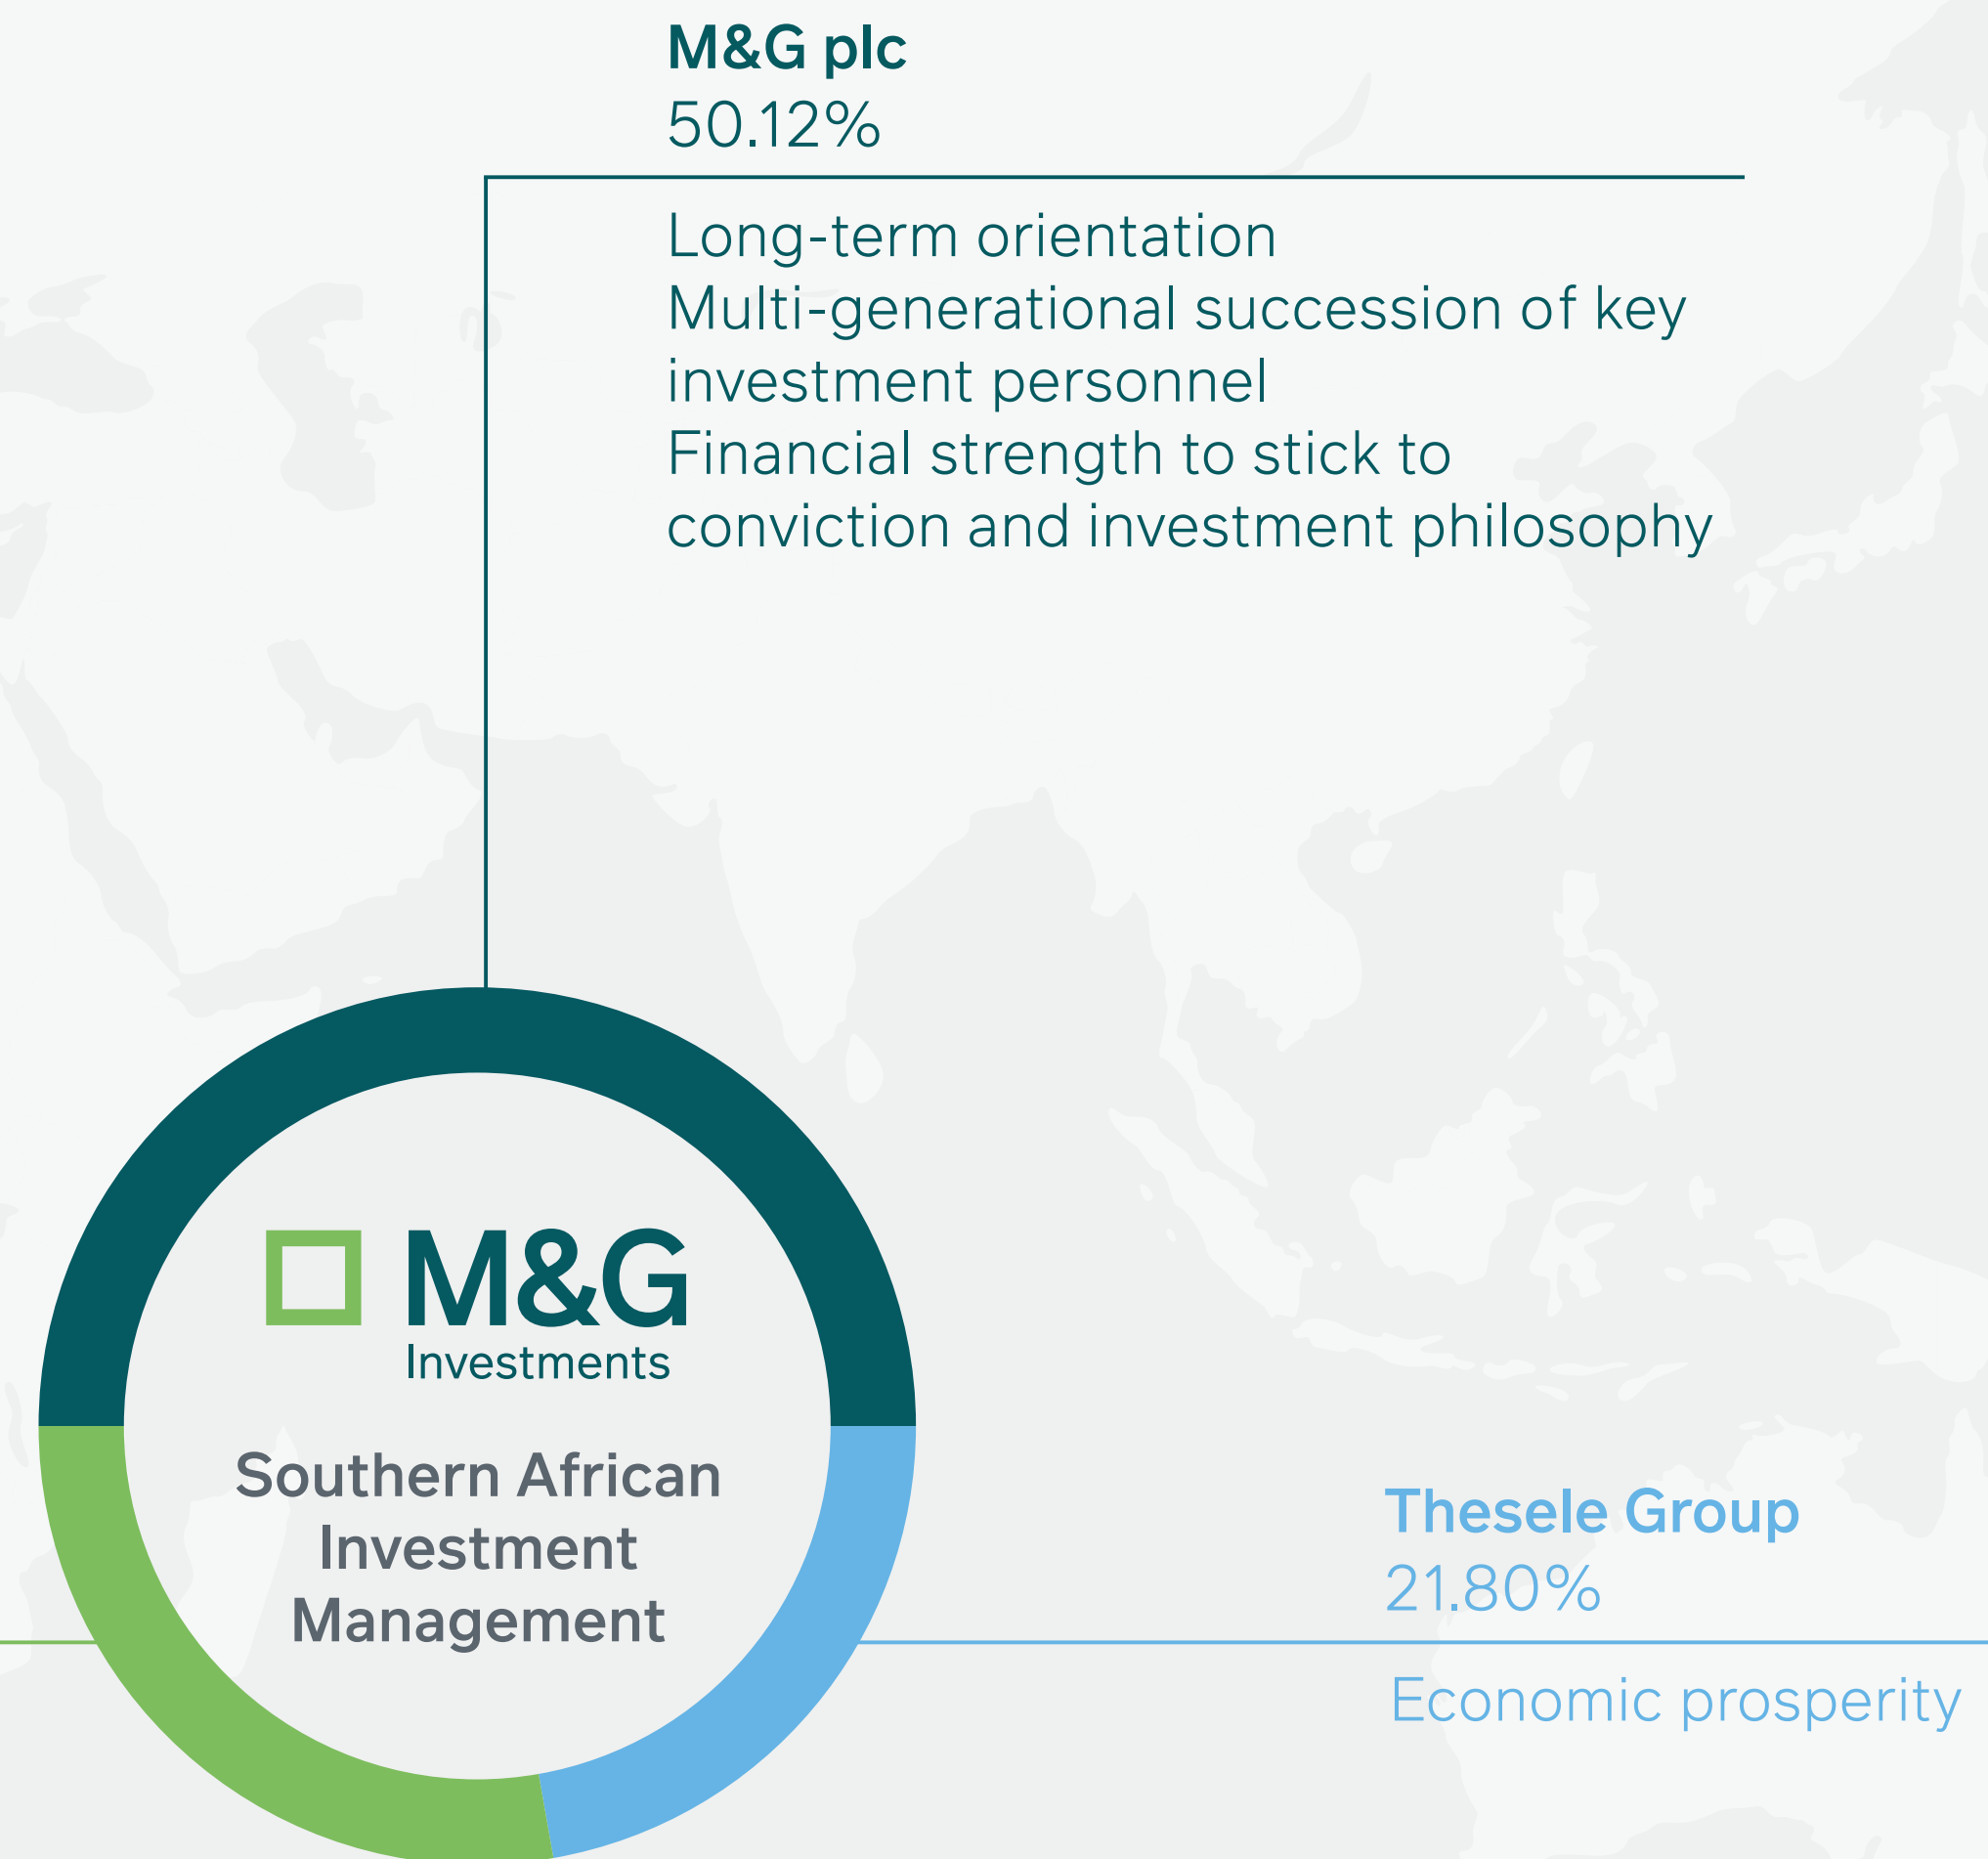 M&G plc
50.12%
Long-term orientation
Multi-generational succession of key
investment personnel
Financial strength to stick to
conviction and investment philosophy
M&G
Investments
Southern African
Investment
Management
Thesele Group
21.80%
Economic prosperity